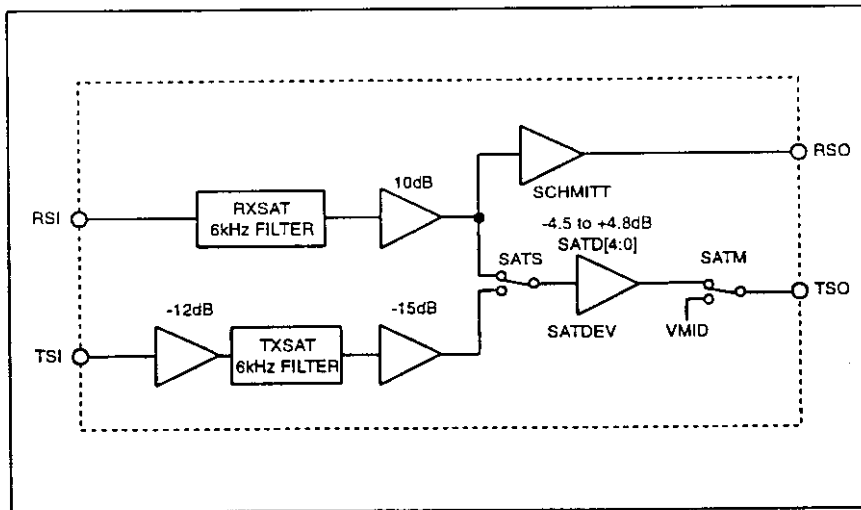 10dB
SCHMITT
RSO
RSI
RXSAT
6kHz FILTER
-4.5 to +4.8dB
SATD[4:0]
SATS
SATM
TSO
SATDEV
VMID
-12dB
-15dB
TSI
TXSAT
6kHz FILTER